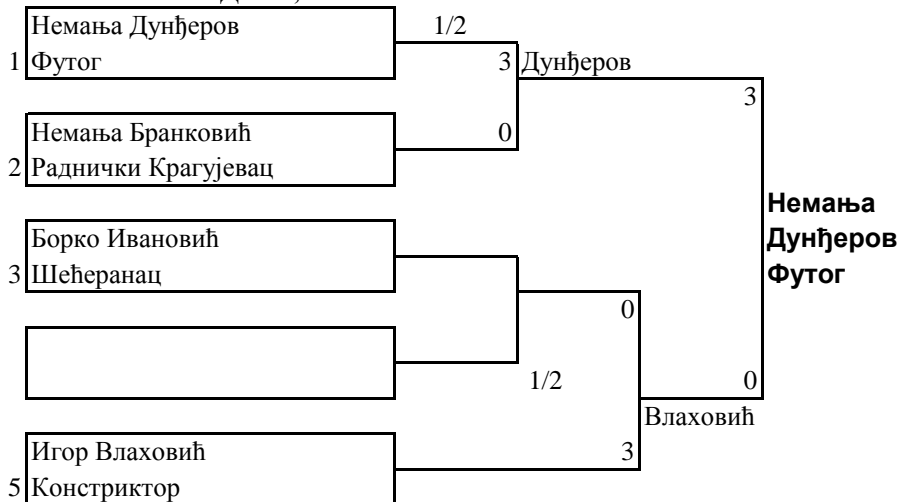 Немања Дунђеров
1/2
1 Футог
3 Дунђеров
3
Немања Бранковић
0
2 Раднички Крагујевац
Немања
Дунђеров
Футог
Борко Ивановић
3 Шећеранац
0
1/2
0
Влаховић
Игор Влаховић
3
5 Констриктор